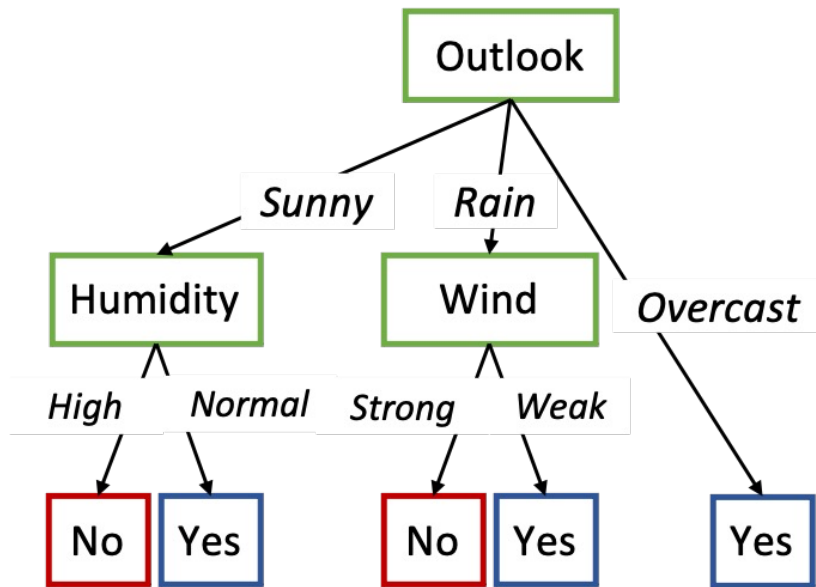 Outlook
Sunny
Rain
Humidity
Wind
Overcast
High
Normal
Strong
Weak
No
Yes
No
Yes
Yes